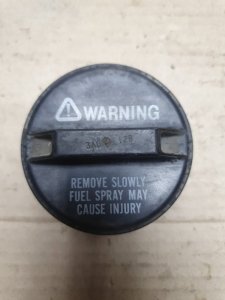 WARNING
REMOVE SLOWLY
FUEL SPRAY MAY
CAUSE INJURY